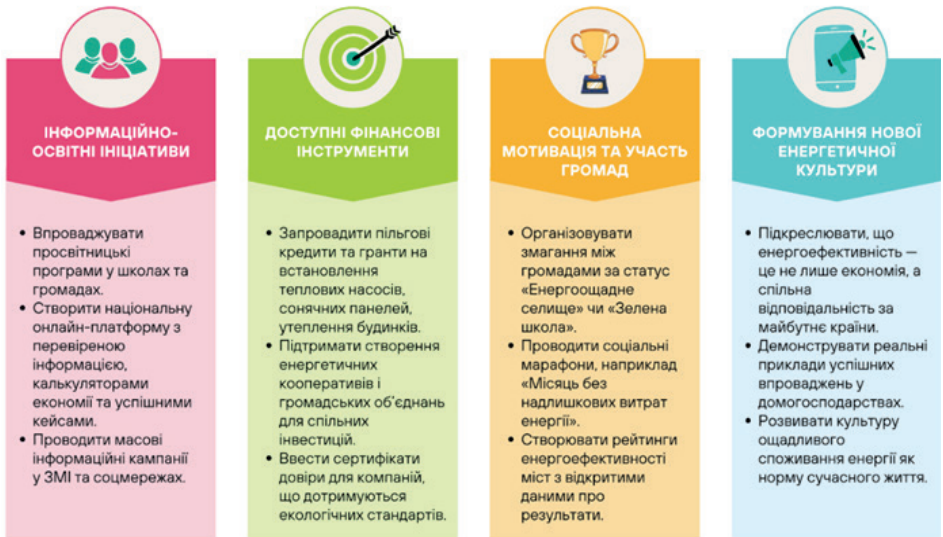 ІНФОРМАЦІЙНО-
ОСВІТНІ ІНІЦІАТИВИ
• Впроваджувати
просвітницькі
програми у школах та
громадах.
• Створити національну
онлайн-платформу з
перевіреною
інформацією,
калькуляторами
економії та успішними
кейсами.
• Проводити масові
інформаційні кампанії
у ЗМІ та соцмережах.
ДОСТУПНІ ФІНАНСОВІ
ІНСТРУМЕНТИ
• Запровадити пільгові
кредити та гранти на
встановлення
теплових насосів,
сонячних панелей,
утеплення будинків.
• Підтримати створення
енергетичних
кооперативів і
громадських об’єднань
для спільних
інвестицій.
• Ввести сертифікати
довіри для компаній,
що дотримуються
екологічних стандартів.
СОЦІАЛЬНА
МОТИВАЦІЯ ТА УЧАСТЬ
ГРОМАД
• Організовувати
змагання між
громадами за статус
«Енергоощадне
селище» чи «Зелена
школа».
• Проводити соціальні
марафони, наприклад
«Місяць без
надлишкових витрат
енергії».
• Створювати рейтинги
енергоефективності
міст з відкритими
даними про
результати.
ФОРМУВАННЯ НОВОЇ
ЕНЕРГЕТИЧНОЇ
КУЛЬТУРИ
• Підкреслювати, що
енергоефективність —
це не лише економія, а
спільна
відповідальність за
майбутнє країни.
• Демонструвати реальні
приклади успішних
впроваджень у
домогосподарствах.
• Розвивати культуру
ощадливого
споживання енергії як
норму сучасного життя.